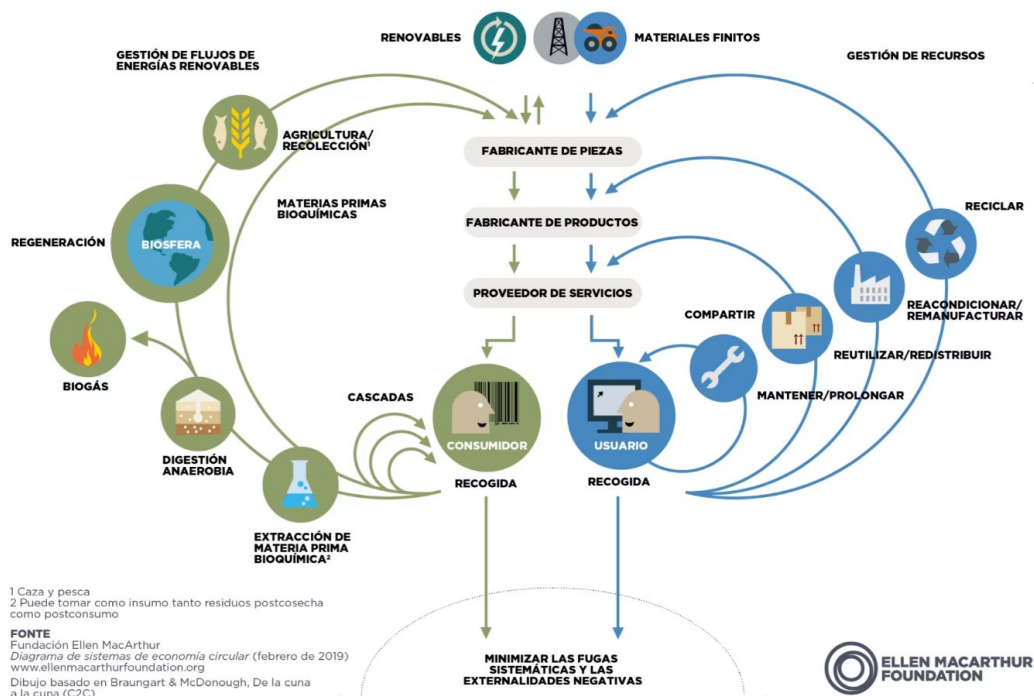 RENOVABLES
MATERIALES FINITOS
GESTIÓN DE FLUJOS DE
ENERGÍAS RENOVABLES
GESTIÓN DE RECURSOS
AGRICULTURA/
RECOLECCIÓN¹
FABRICANTE DE PIEZAS
MATERIAS PRIMAS
BIOQUÍMICAS
RECICLAR
FABRICANTE DE PRODUCTOS
REGENERACIÓN
BIOSFERA
PROVEEDOR DE SERVICIOS
REACONDICIONAR/
REMANUFACTURAR
COMPARTIR
REUTILIZAR/REDISTRIBUIR
BIOGÁS
MANTENER/PROLONGAR
CASCADAS
CONSUMIDOR
USUARIO
DIGESTIÓN
ANAEROBIA
RECOGIDA
RECOGIDA
EXTRACCIÓN DE
MATERIA PRIMA
BIOQUÍMICA²
1 Caza y pesca
2 Puede tomar como insumo tanto residuos postcosecha
como postconsumo
FONTE
Fundación Ellen MacArthur
Diagrama de sistemas de economía circular (febrero de 2019)
www.ellenmacarthurfoundation.org
Dibujo basado en Braungart & McDonough, De la cuna
a la cuna (C2C)
MINIMIZAR LAS FUGAS
SISTEMÁTICAS Y LAS
EXTERNALIDADES NEGATIVAS
ELLEN MACARTHUR
FOUNDATION